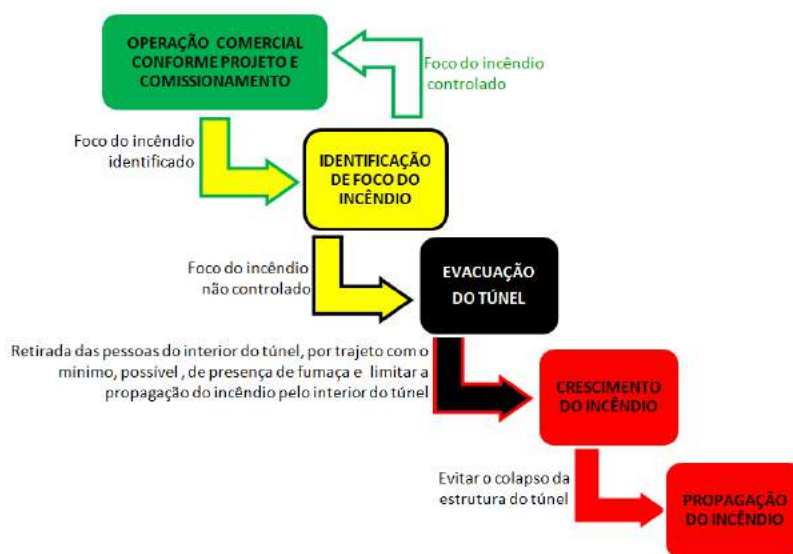 OPERAÇÃO COMERCIAL
CONFORME PROJETO E
COMISSIONAMENTO
Foco do incêndio
controlado
Foco do incêndio
identificado
IDENTIFICAÇÃO
DE FOCO DO
INCÊNDIO
Foco do incêndio
não controlado
EVACUAÇÃO
DO TÚNEL
Retirada das pessoas do interior do túnel, por trajeto com o
mínimo, possível , de presença de fumaça e limitar a
propagação do incêndio pelo interior do túnel
CRESCIMENTO
DO INCÊNDIO
Evitar o colapso da
estrutura do túnel
PROPAGAÇÃO
DO INCÊNDIO